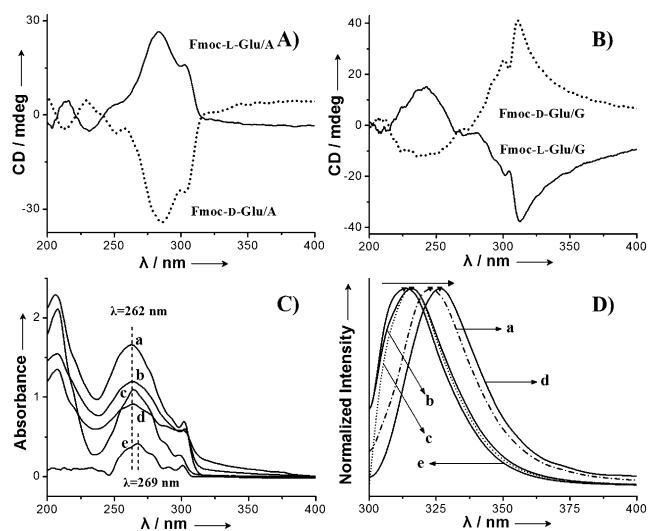 A)
Fmoc-L-Glu/A
Fmoc-D-Glu/A
CD / mdeg
30
0
-30
200 250 300 350 400
λ / nm
B)
Fmoc-D-Glu/G
Fmoc-L-Glu/G
CD / mdeg
40
20
0
-20
-40
200 250 300 350 400
λ / nm
C)
λ=262 nm
a
b
c
d
e
λ=269 nm
Absorbance
2
1
0
200 250 300 350 400
λ / nm
D)
a
d
b
c
e
Normalized Intensity
300 325 350 375 400
λ / nm